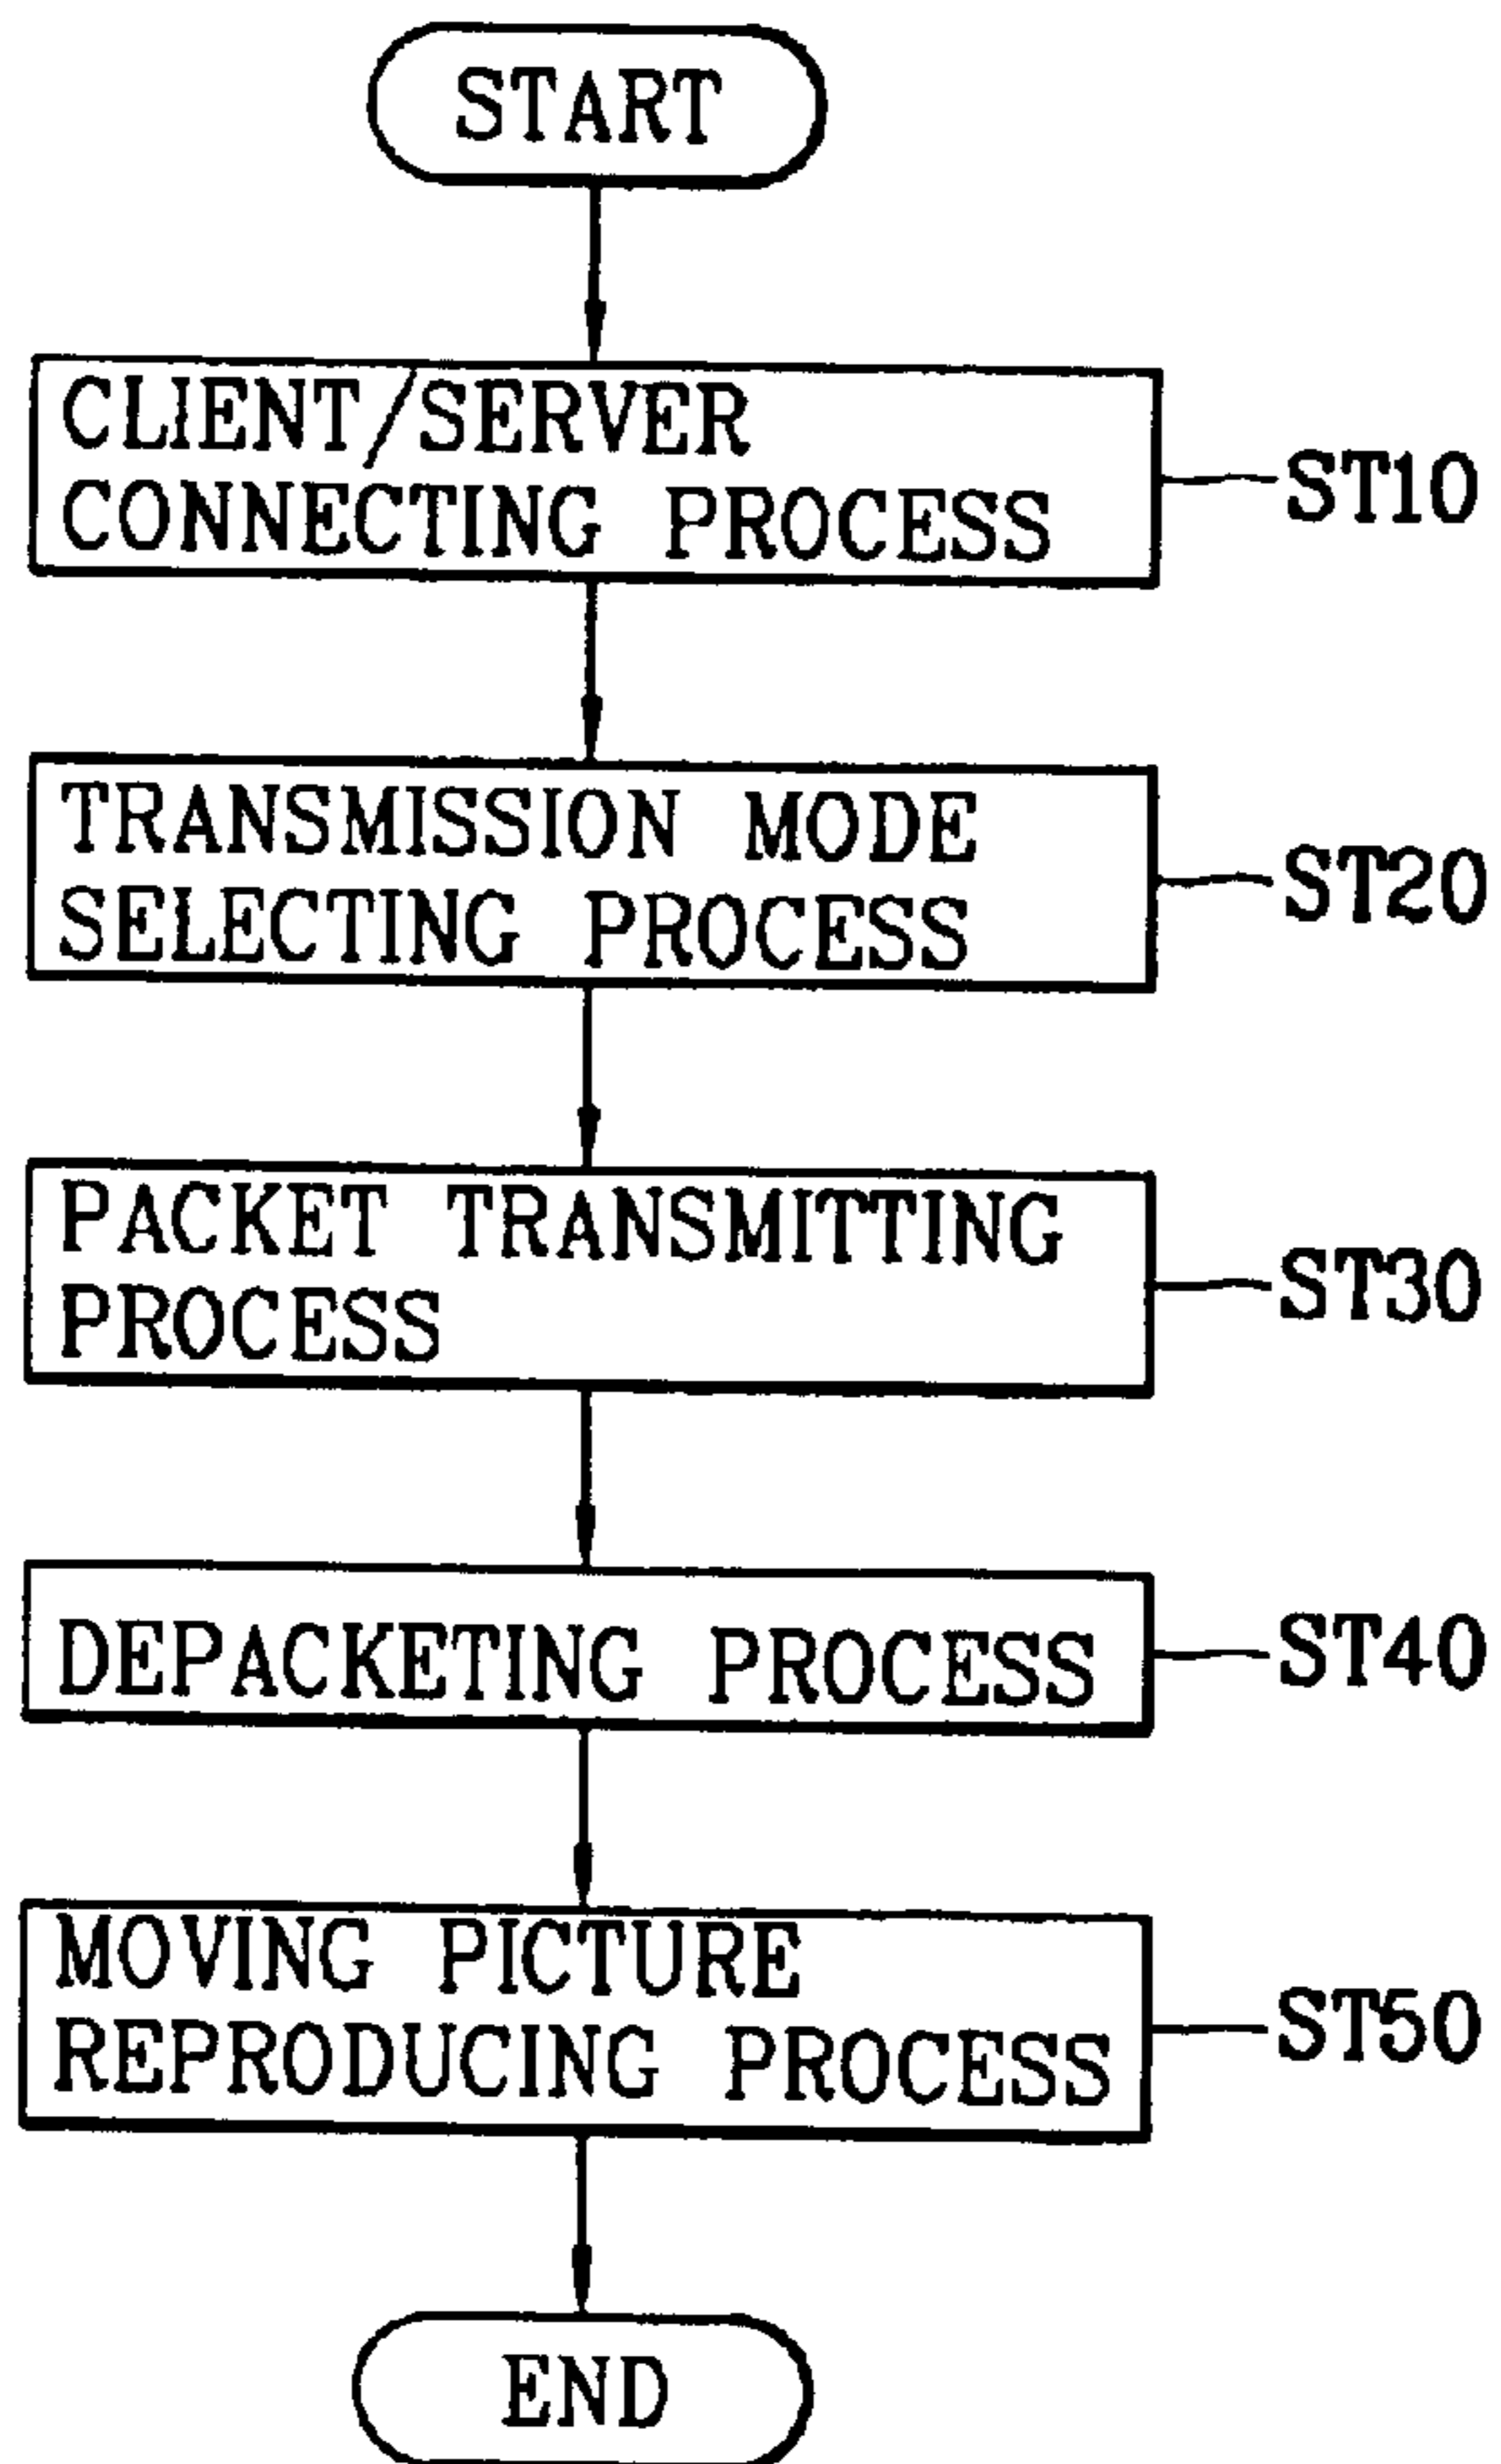 START
CLIENT/SERVER
CONNECTING PROCESS
ST10
TRANSMISSION MODE
SELECTING PROCESS
ST20
PACKET TRANSMITTING
PROCESS
ST30
DEPACKETING PROCESS
ST40
MOVING PICTURE
REPRODUCING PROCESS
ST50
END